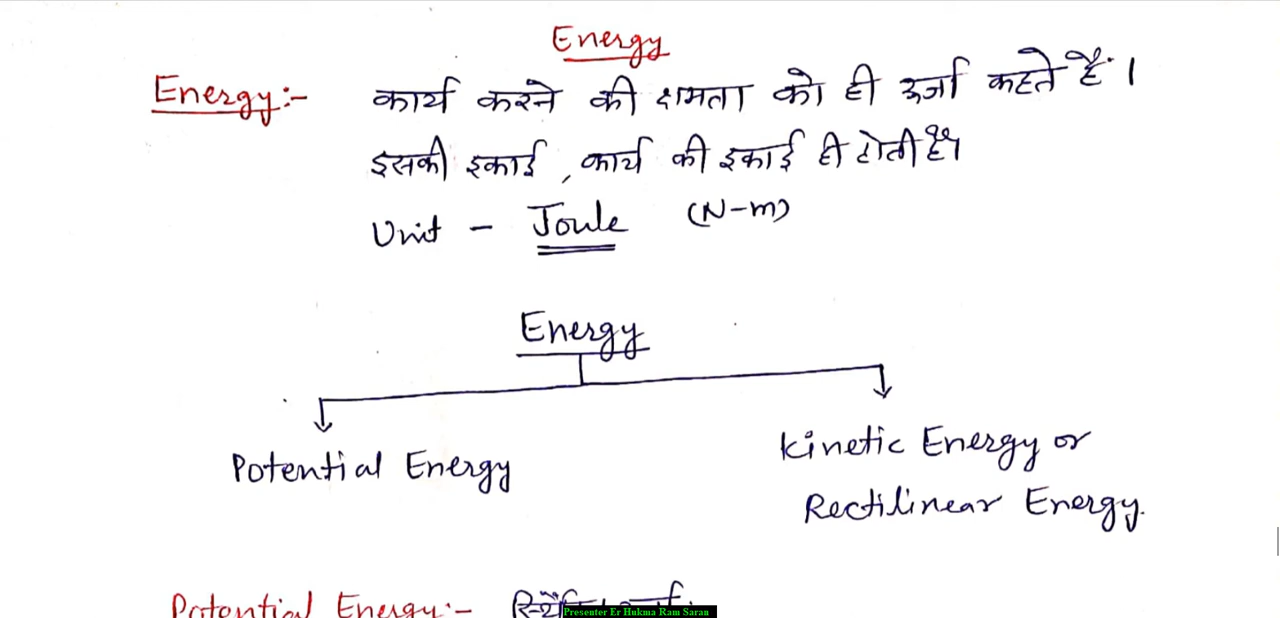 Energy
Energy:- कार्य करने की क्षमता को ही ऊर्जा कहते हैं।
इसकी इकाई, कार्य की इकाई ही होती है।
Unit - Joule (N-m)
Energy
Potential Energy
Kinetic Energy or
Rectilinear Energy.
Potential Energy:-
Presenter Er Hukma Ram Saran